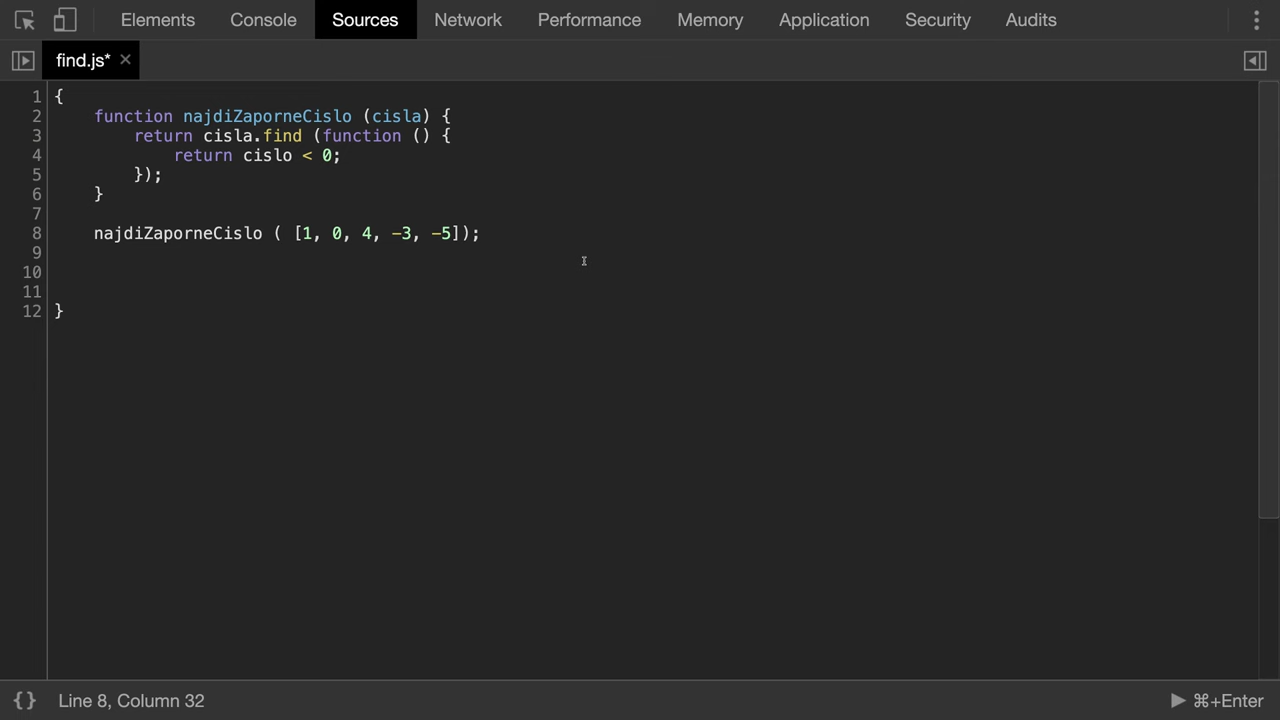 Elements Console Sources Network Performance Memory Application Security Audits
find.js* ×
1 {
2 function najdiZaporneCislo (cisla) {
3 return cisla.find (function () {
4 return cislo < 0;
5 });
6 }
7
8 najdiZaporneCislo ( [1, 0, 4, -3, -5]);
9
10
11
12 }
{} Line 8, Column 32 ▶ ⌘+Enter